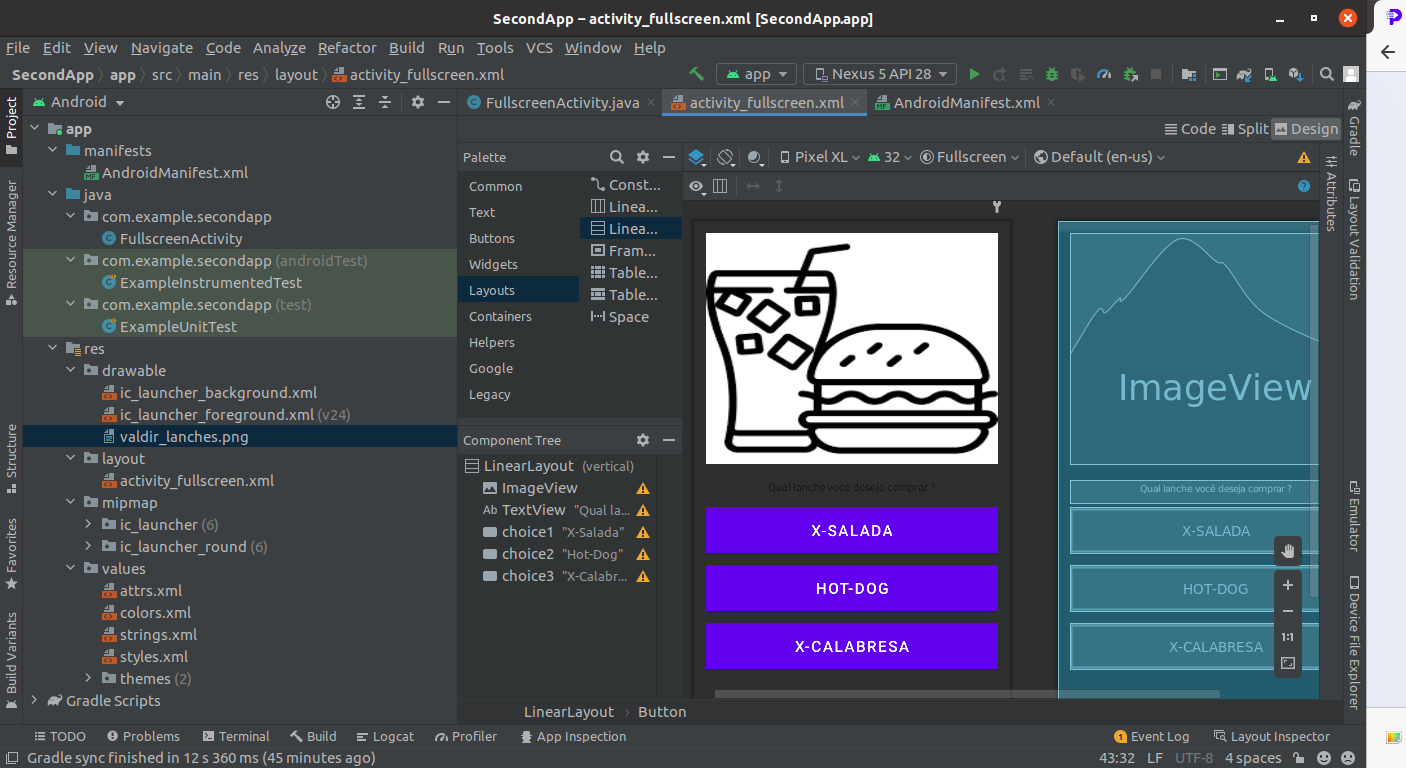 SecondApp – activity_fullscreen.xml [SecondApp.app]
File Edit View Navigate Code Analyze Refactor Build Run Tools VCS Window Help
SecondApp app src main res layout activity_fullscreen.xml
app
Nexus 5 API 28
Project
Resource Manager
Structure
Favorites
Build Variants
Android
app
manifests
AndroidManifest.xml
java
com.example.secondapp
FullscreenActivity
com.example.secondapp (androidTest)
ExampleInstrumentedTest
com.example.secondapp (test)
ExampleUnitTest
res
drawable
ic_launcher_background.xml
ic_launcher_foreground.xml (v24)
valdir_lanches.png
layout
activity_fullscreen.xml
mipmap
ic_launcher (6)
ic_launcher_round (6)
values
attrs.xml
colors.xml
strings.xml
styles.xml
themes (2)
Gradle Scripts
FullscreenActivity.java activity_fullscreen.xml AndroidManifest.xml
Code Split Design
Palette
Common
Text
Buttons
Widgets
Layouts
Containers
Helpers
Google
Legacy
Const...
Linea...
Linea...
Fram...
Table...
Table...
Space
Component Tree
LinearLayout (vertical)
ImageView
TextView "Qual la...
choice1 "X-Salada"
choice2 "Hot-Dog"
choice3 "X-Calabr...
Pixel XL 32 Fullscreen Default (en-us)
Qual lanche você deseja comprar ?
X-SALADA
HOT-DOG
X-CALABRESA
ImageView
Qual lanche você deseja comprar ?
X-SALADA
HOT-DOG
X-CALABRESA
1:1
Attributes
Gradle
Layout Validation
Emulator
Device File Explorer
LinearLayout Button
TODO Problems Terminal Build Logcat Profiler App Inspection
1 Event Log Layout Inspector
Gradle sync finished in 12 s 360 ms (45 minutes ago)
43:32 LF UTF-8 4 spaces